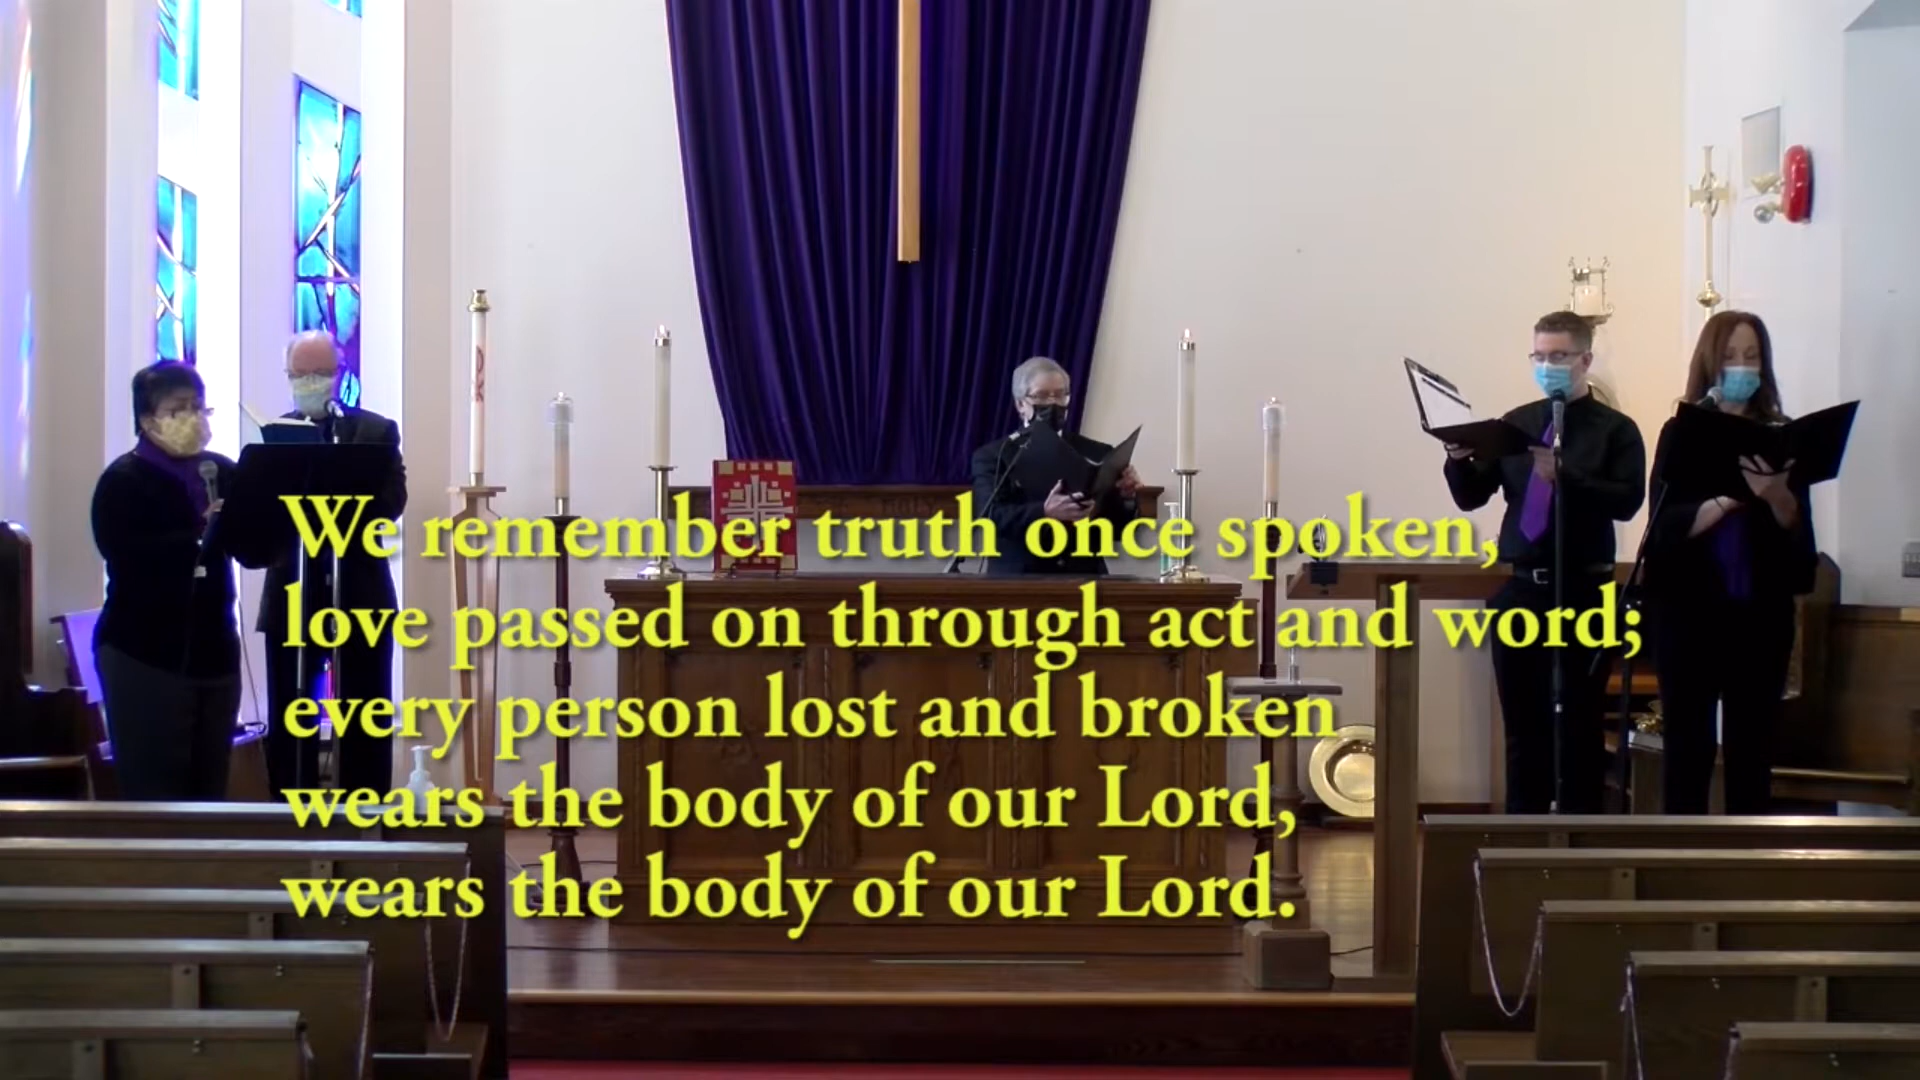 We remember truth once spoken,
love passed on through act and word;
every person lost and broken
wears the body of our Lord,
wears the body of our Lord.